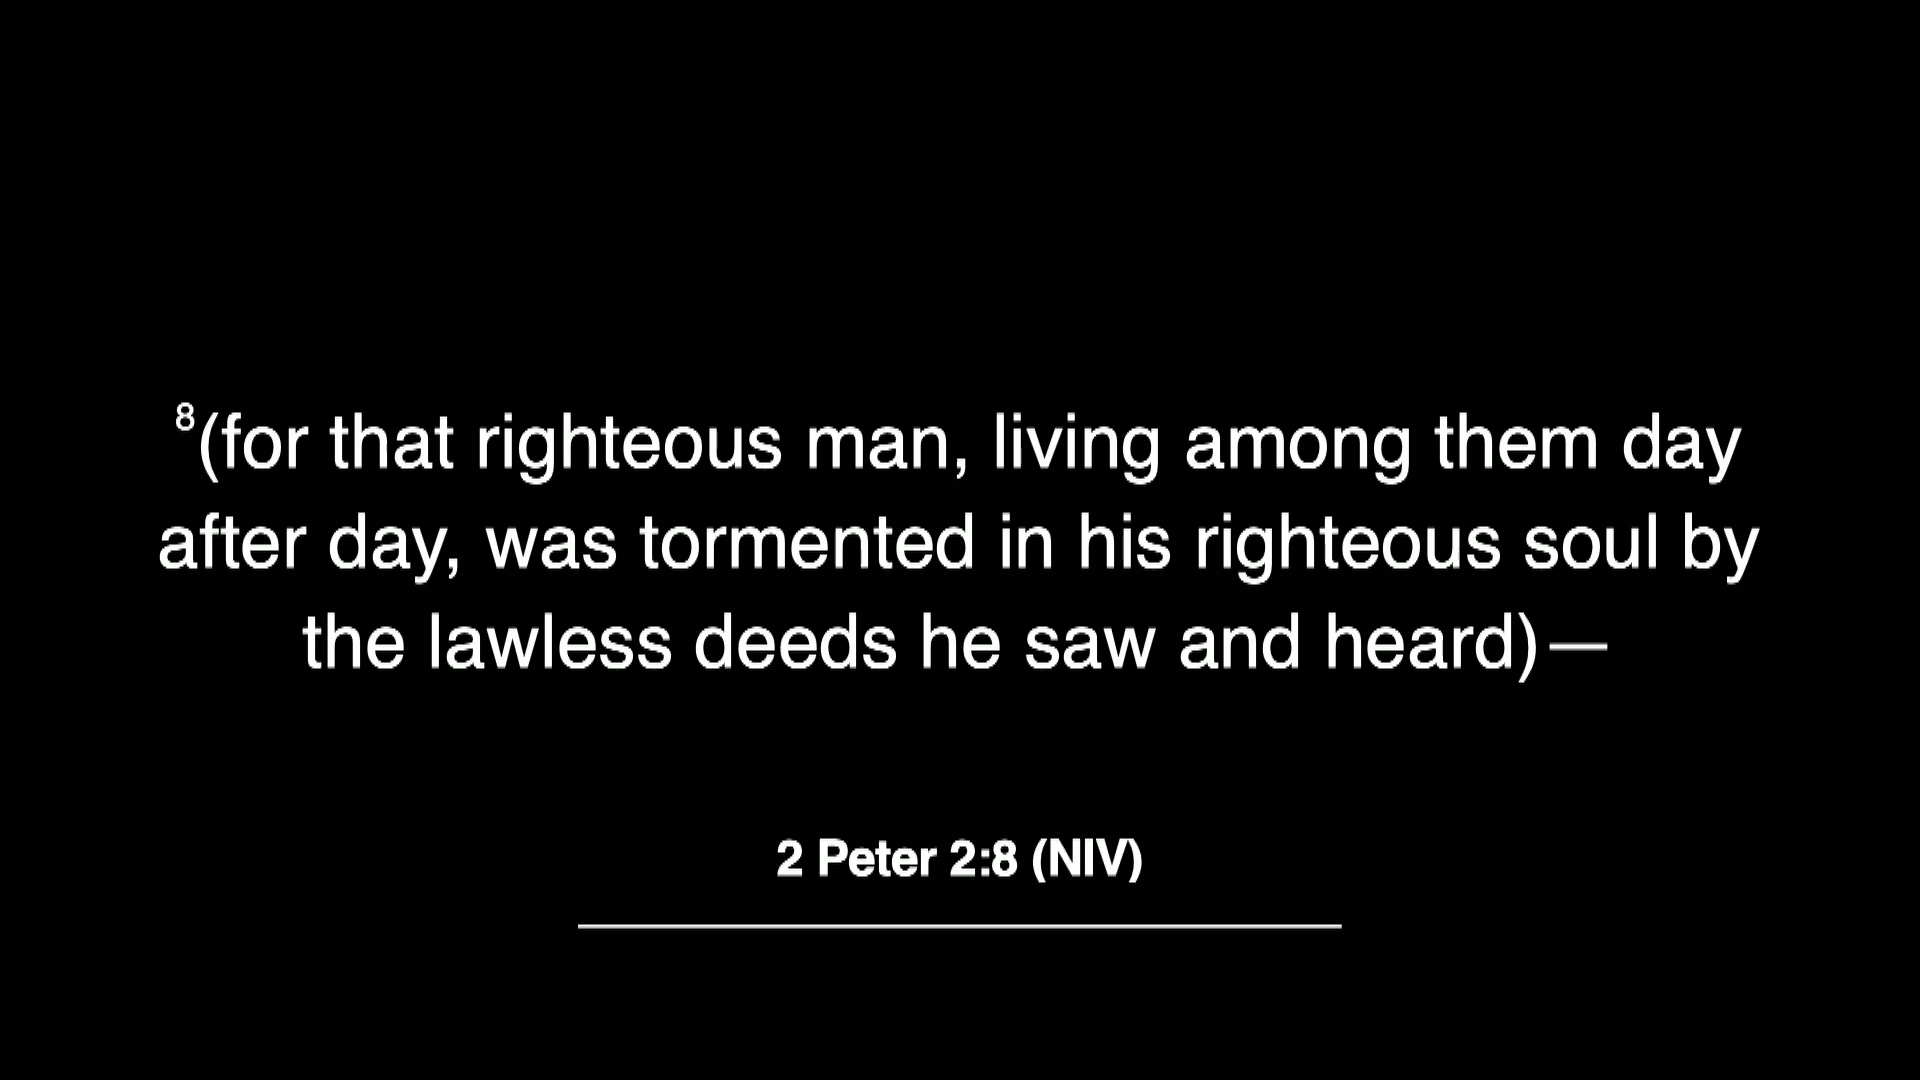 ⁸(for that righteous man, living among them day
after day, was tormented in his righteous soul by
the lawless deeds he saw and heard)—
2 Peter 2:8 (NIV)